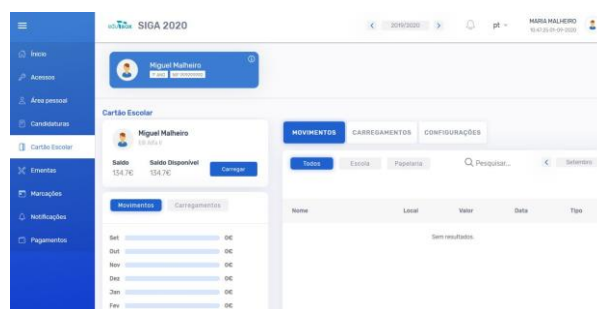 SIGA 2020
2019/2020
pt
MARIA MALHEIRO
Início
Acessos
Área pessoal
Candidaturas
Cartão Escolar
Ementas
Marcações
Notificações
Pagamentos
Miguel Malheiro
Cartão Escolar
Miguel Malheiro
Saldo
Saldo Disponível
134.7€
134.7€
Carregar
Movimentos
Carregamentos
Set
0€
Out
0€
Nov
0€
Dez
0€
Jan
0€
Fev
0€
MOVIMENTOS
CARREGAMENTOS
CONFIGURAÇÕES
Todos
Escola
Papelaria
Pesquisar...
Setembro
Nome
Local
Valor
Data
Tipo
Sem resultados.